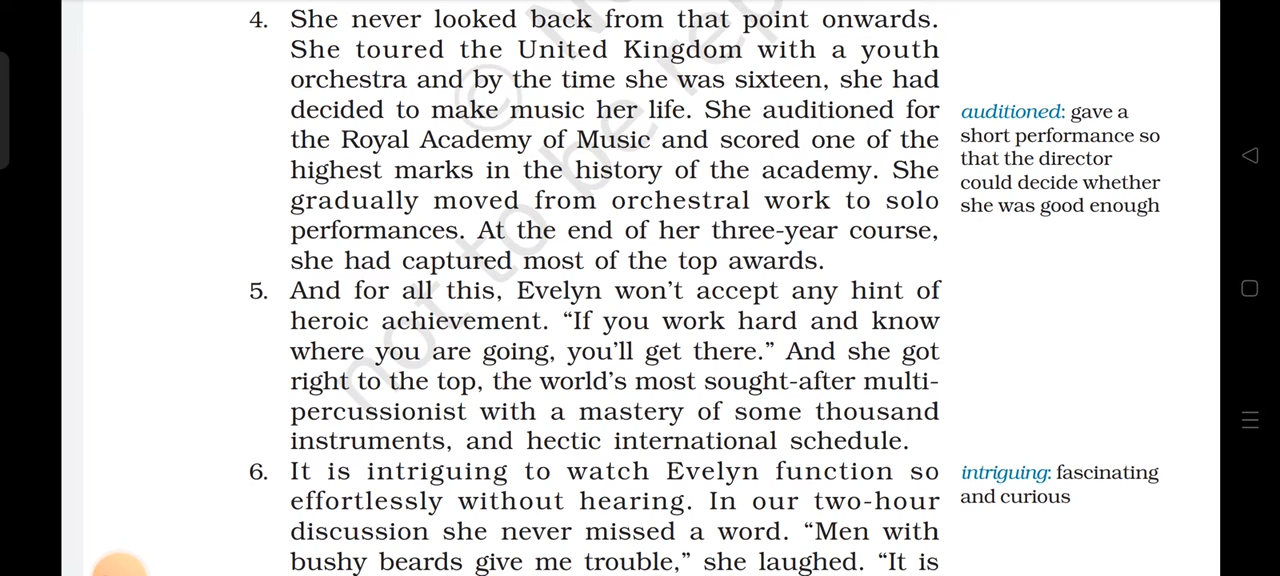 4. She never looked back from that point onwards.
She toured the United Kingdom with a youth
orchestra and by the time she was sixteen, she had
decided to make music her life. She auditioned for
the Royal Academy of Music and scored one of the
highest marks in the history of the academy. She
gradually moved from orchestral work to solo
performances. At the end of her three-year course,
she had captured most of the top awards.
auditioned: gave a
short performance so
that the director
could decide whether
she was good enough
5. And for all this, Evelyn won’t accept any hint of
heroic achievement. “If you work hard and know
where you are going, you’ll get there.” And she got
right to the top, the world’s most sought-after multi-
percussionist with a mastery of some thousand
instruments, and hectic international schedule.
6. It is intriguing to watch Evelyn function so
effortlessly without hearing. In our two-hour
discussion she never missed a word. “Men with
bushy beards give me trouble,” she laughed. “It is
intriguing: fascinating
and curious
© N
not to be rep